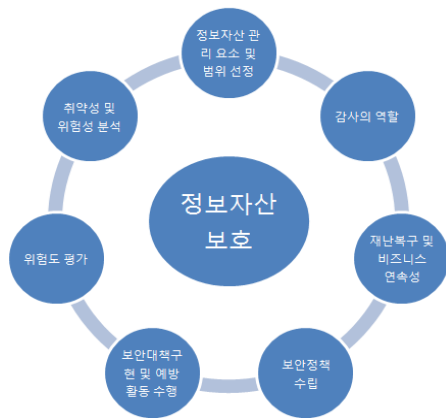 정보자산 관
리 요소 및
범위 선정
감사의 역할
재난복구 및
비즈니스
연속성
보안정책
수립
보안대책구
현 및 예방
활동 수행
위험도 평가
취약성 및
위험성 분석
정보자산
보호